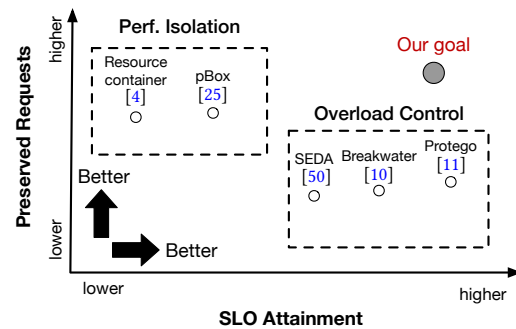 Perf. Isolation
Our goal
Resource
container
[4]
pBox
[25]
Overload Control
SEDA
[50]
Breakwater
[10]
Protego
[11]
Better
Better
Preserved Requests
higher
lower
lower
higher
SLO Attainment